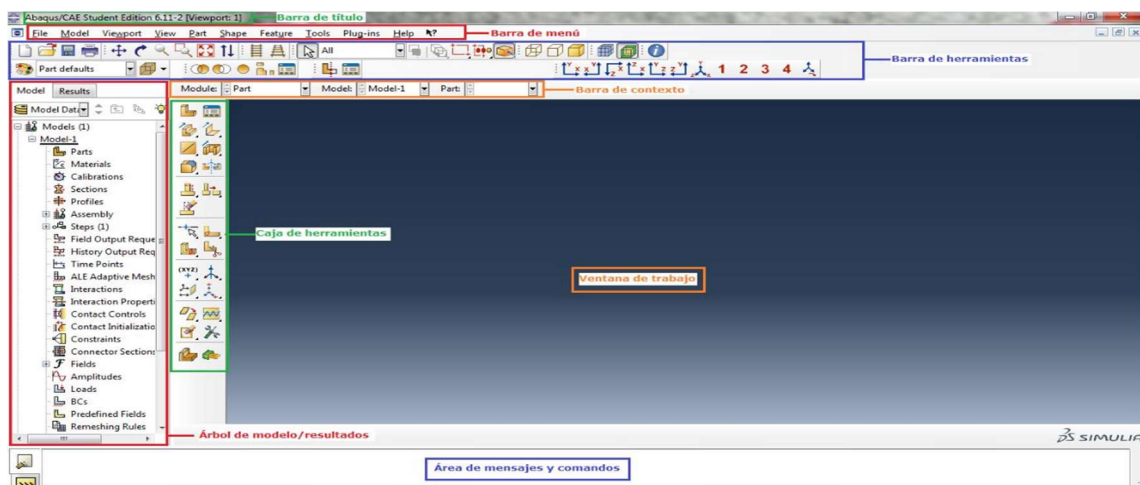 Abaqus/CAE Student Edition 6.11-2 [Viewport: 1]
Barra de título
File Model Viewport View Part Shape Feature Tools Plug-ins Help
Barra de menú
All
Barra de herramientas
Part defaults
1 2 3 4
Model Results
Module: Part Model: Model-1 Part:
Barra de contexto
Model Data
Models (1)
Model-1
Parts
Materials
Calibrations
Sections
Profiles
Assembly
Steps (1)
Field Output Reque
History Output Req
Time Points
ALE Adaptive Mesh
Interactions
Interaction Properti
Contact Controls
Contact Initializatio
Constraints
Connector Sections
Fields
Amplitudes
Loads
BCs
Predefined Fields
Remeshing Rules
(XYZ)
Caja de herramientas
Ventana de trabajo
Árbol de modelo/resultados
SIMULIA
Área de mensajes y comandos